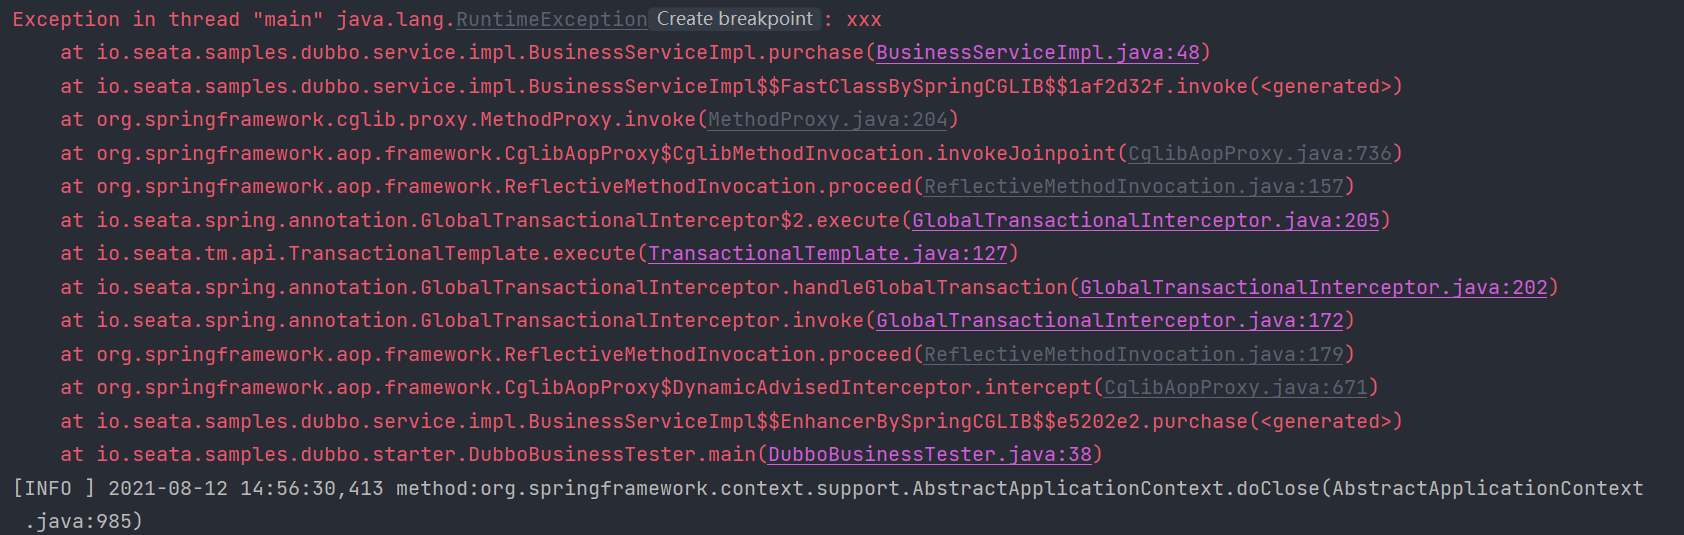 Exception in thread "main" java.lang.RuntimeException Create breakpoint : xxx
    at io.seata.samples.dubbo.service.impl.BusinessServiceImpl.purchase(BusinessServiceImpl.java:48)
    at io.seata.samples.dubbo.service.impl.BusinessServiceImpl$$FastClassBySpringCGLIB$$1af2d32f.invoke(<generated>)
    at org.springframework.cglib.proxy.MethodProxy.invoke(MethodProxy.java:204)
    at org.springframework.aop.framework.CglibAopProxy$CglibMethodInvocation.invokeJoinpoint(CglibAopProxy.java:736)
    at org.springframework.aop.framework.ReflectiveMethodInvocation.proceed(ReflectiveMethodInvocation.java:157)
    at io.seata.spring.annotation.GlobalTransactionalInterceptor$2.execute(GlobalTransactionalInterceptor.java:205)
    at io.seata.tm.api.TransactionalTemplate.execute(TransactionalTemplate.java:127)
    at io.seata.spring.annotation.GlobalTransactionalInterceptor.handleGlobalTransaction(GlobalTransactionalInterceptor.java:202)
    at io.seata.spring.annotation.GlobalTransactionalInterceptor.invoke(GlobalTransactionalInterceptor.java:172)
    at org.springframework.aop.framework.ReflectiveMethodInvocation.proceed(ReflectiveMethodInvocation.java:179)
    at org.springframework.aop.framework.CglibAopProxy$DynamicAdvisedInterceptor.intercept(CglibAopProxy.java:671)
    at io.seata.samples.dubbo.service.impl.BusinessServiceImpl$$EnhancerBySpringCGLIB$$e5202e2.purchase(<generated>)
    at io.seata.samples.dubbo.starter.DubboBusinessTester.main(DubboBusinessTester.java:38)
[INFO ] 2021-08-12 14:56:30,413 method:org.springframework.context.support.AbstractApplicationContext.doClose(AbstractApplicationContext
 .java:985)